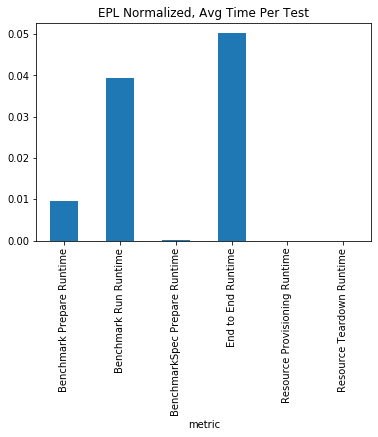 EPL Normalized, Avg Time Per Test
0.05
0.04
0.03
0.02
0.01
0.00
Benchmark Prepare Runtime
Benchmark Run Runtime
BenchmarkSpec Prepare Runtime
End to End Runtime
Resource Provisioning Runtime
Resource Teardown Runtime
metric